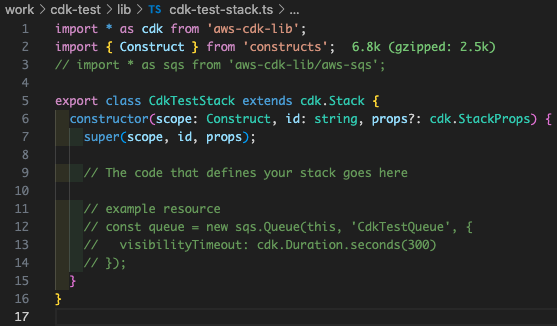 work > cdk-test > lib > TS cdk-test-stack.ts > ...
1 import * as cdk from 'aws-cdk-lib';
2 import { Construct } from 'constructs';  6.8k (gzipped: 2.5k)
3 // import * as sqs from 'aws-cdk-lib/aws-sqs';
4
5 export class CdkTestStack extends cdk.Stack {
6   constructor(scope: Construct, id: string, props?: cdk.StackProps) {
7     super(scope, id, props);
8
9     // The code that defines your stack goes here
10
11     // example resource
12     // const queue = new sqs.Queue(this, 'CdkTestQueue', {
13     //   visibilityTimeout: cdk.Duration.seconds(300)
14     // });
15   }
16 }
17